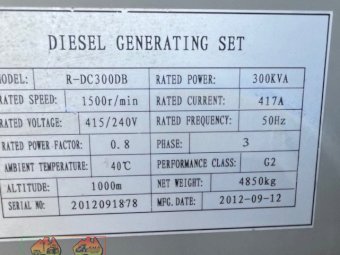 DIESEL GENERATING SET
MODEL: R-DC300DB RATED POWER: 300KVA
RATED SPEED: 1500r/min RATED CURRENT: 417A
RATED VOLTAGE: 415/240V RATED FREQUENCY: 50Hz
RATED POWER FACTOR: 0.8 PHASE: 3
AMBIENT TEMPERATURE: 40℃ PERFORMANCE CLASS: G2
ALTITUDE: 1000m NET WEIGHT: 4850kg
SERIAL NO: 2012091878 MFG. DATE: 2012-09-12